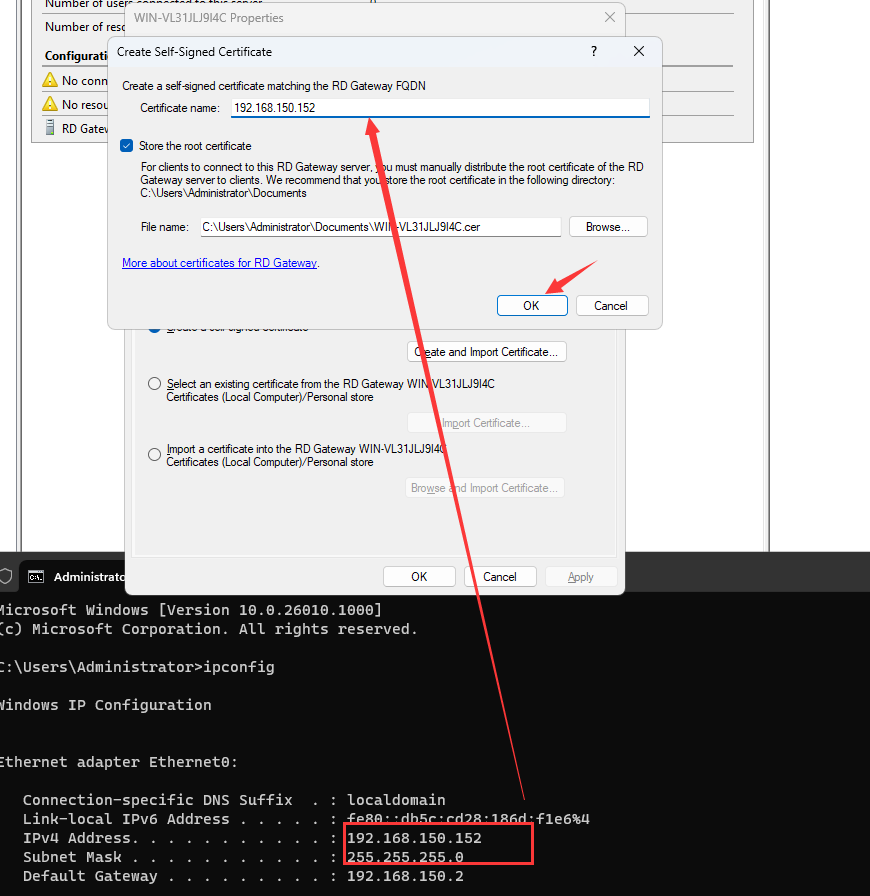 Number of users connected to this server
0
WIN-VL31JLJ9I4C Properties
Number of reso
Create Self-Signed Certificate
?
Configurati
Create a self-signed certificate matching the RD Gateway FQDN
No conn
Certificate name: 192.168.150.152
No resou
RD Gatew
Store the root certificate
For clients to connect to this RD Gateway server, you must manually distribute the root certificate of the RD
Gateway server to clients. We recommend that you store the root certificate in the following directory:
C:\Users\Administrator\Documents
File name: C:\Users\Administrator\Documents\WIN-VL31JLJ9I4C.cer Browse...
More about certificates for RD Gateway.
OK Cancel
Create a self-signed certificate
Create and Import Certificate...
Select an existing certificate from the RD Gateway WIN-VL31JLJ9I4C
Certificates (Local Computer)/Personal store
Import Certificate...
Import a certificate into the RD Gateway WIN-VL31JLJ9I4C
Certificates (Local Computer)/Personal store
Browse and Import Certificate...
OK Cancel Apply
Administrato
Microsoft Windows [Version 10.0.26010.1000]
(c) Microsoft Corporation. All rights reserved.
C:\Users\Administrator>ipconfig
Windows IP Configuration
Ethernet adapter Ethernet0:
Connection-specific DNS Suffix . : localdomain
Link-local IPv6 Address . . . . . : fe80::db5c:cd28:186d:f1e6%4
IPv4 Address. . . . . . . . . . . : 192.168.150.152
Subnet Mask . . . . . . . . . . . : 255.255.255.0
Default Gateway . . . . . . . . . : 192.168.150.2